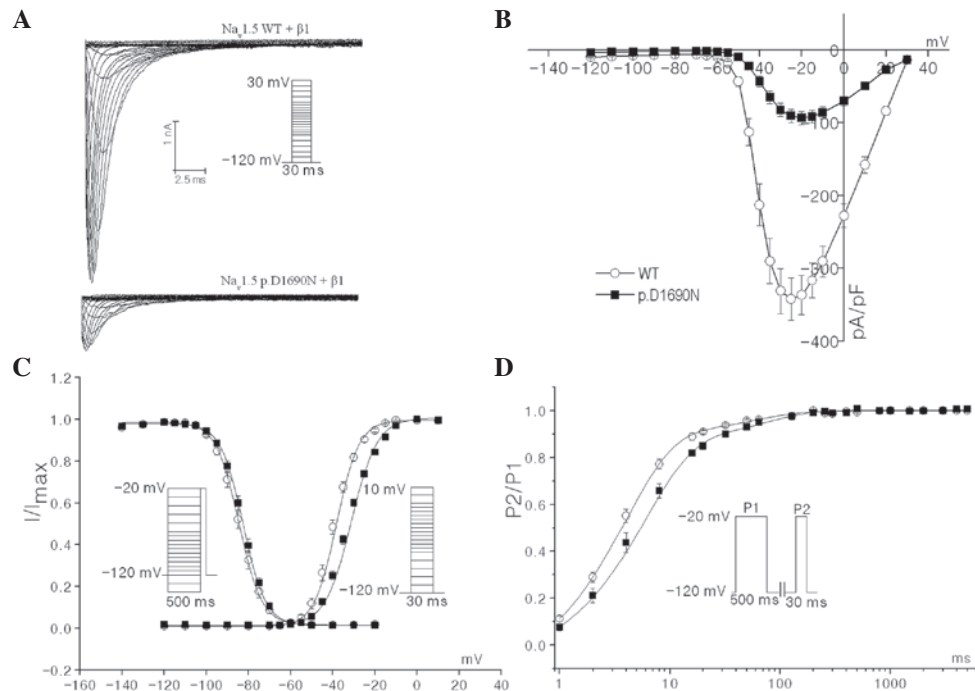 A
Naᵥ1.5 WT + β1
30 mV
−120 mV
30 ms
1 nA
2.5 ms
Naᵥ1.5 p.D1690N + β1
B
mV
−140 −120 −100 −80 −60 −40 −20 0 20 40
0
−100
−200
−300
−400
pA/pF
WT
p.D1690N
C
I/Imax
1.2
1.0
0.8
0.6
0.4
0.2
0.0
−0.2
−20 mV
−120 mV
500 ms
10 mV
−120 mV
30 ms
mV
−160 −140 −120 −100 −80 −60 −40 −20 0 20 40
D
P2/P1
1.0
0.8
0.6
0.4
0.2
0.0
P1 P2
−20 mV
−120 mV
500 ms 30 ms
1 10 100 1000
ms